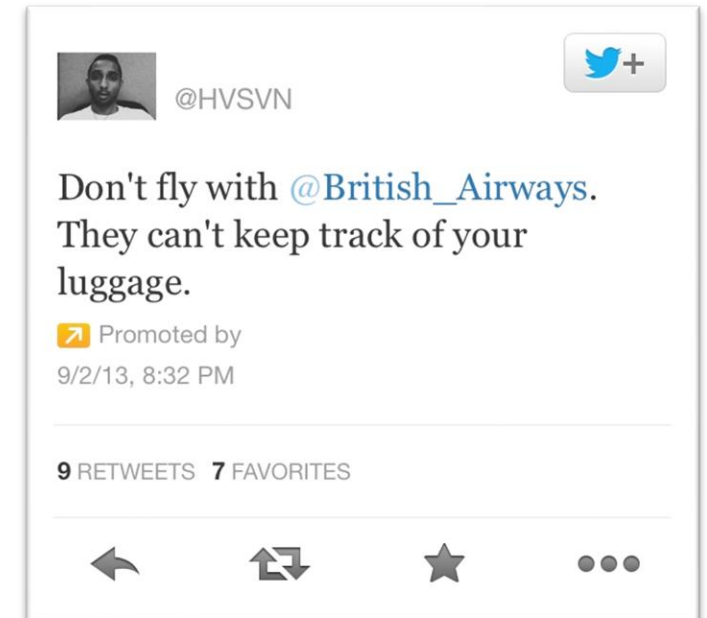 @HVSVN
Don't fly with @British_Airways.
They can't keep track of your
luggage.
Promoted by
9/2/13, 8:32 PM
9 RETWEETS 7 FAVORITES